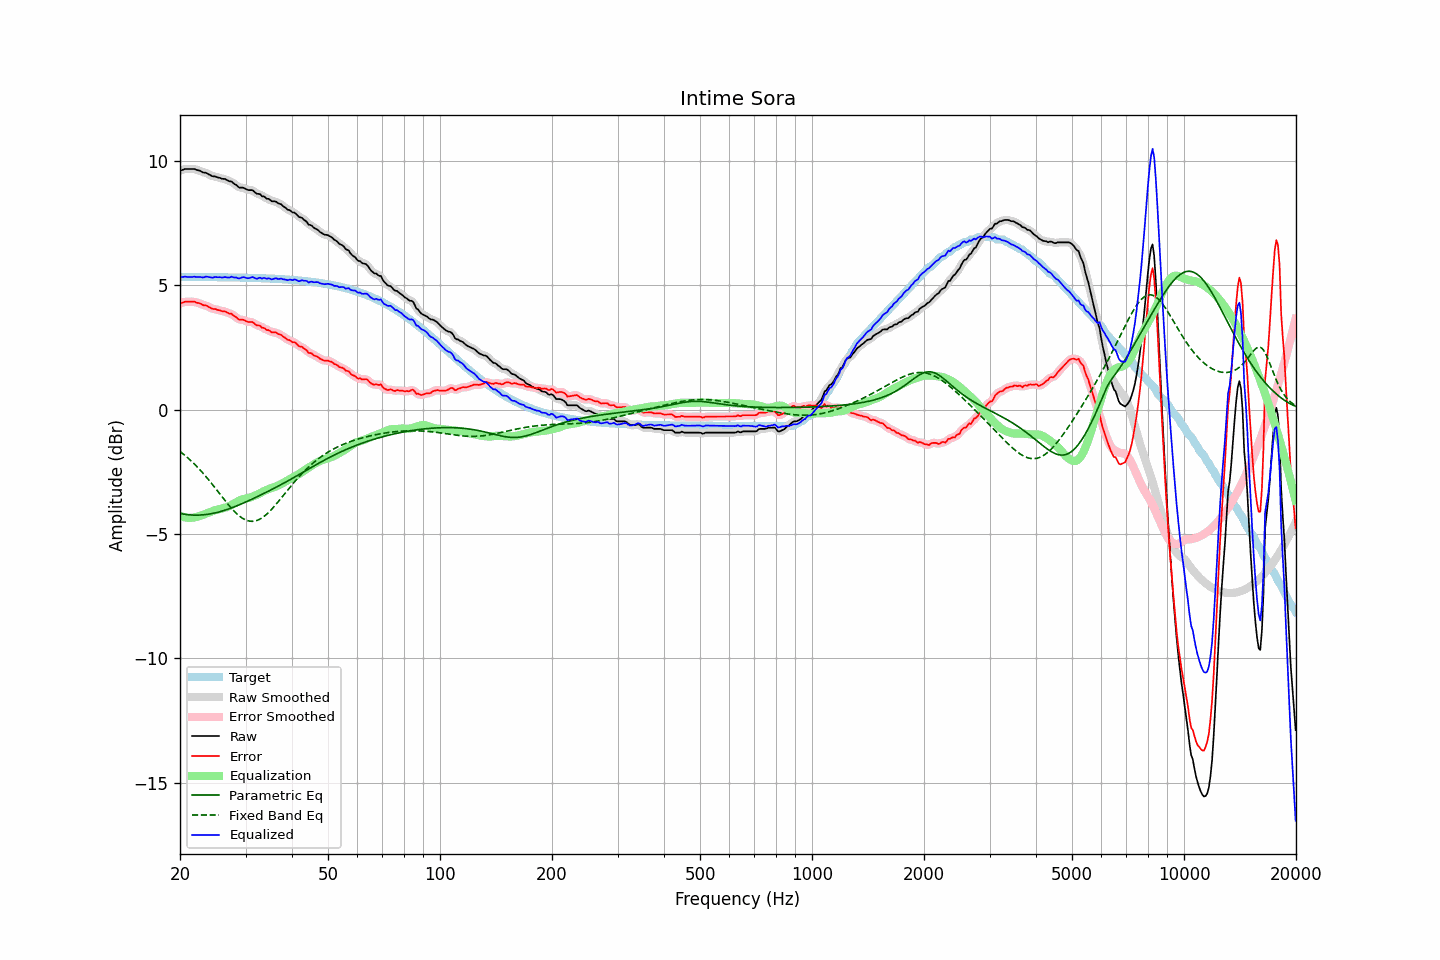 Intime Sora
10
5
0
−5
−10
−15
Amplitude (dBr)
Target
Raw Smoothed
Error Smoothed
Raw
Error
Equalization
Parametric Eq
Fixed Band Eq
Equalized
20 50 100 200 500 1000 2000 5000 10000 20000
Frequency (Hz)